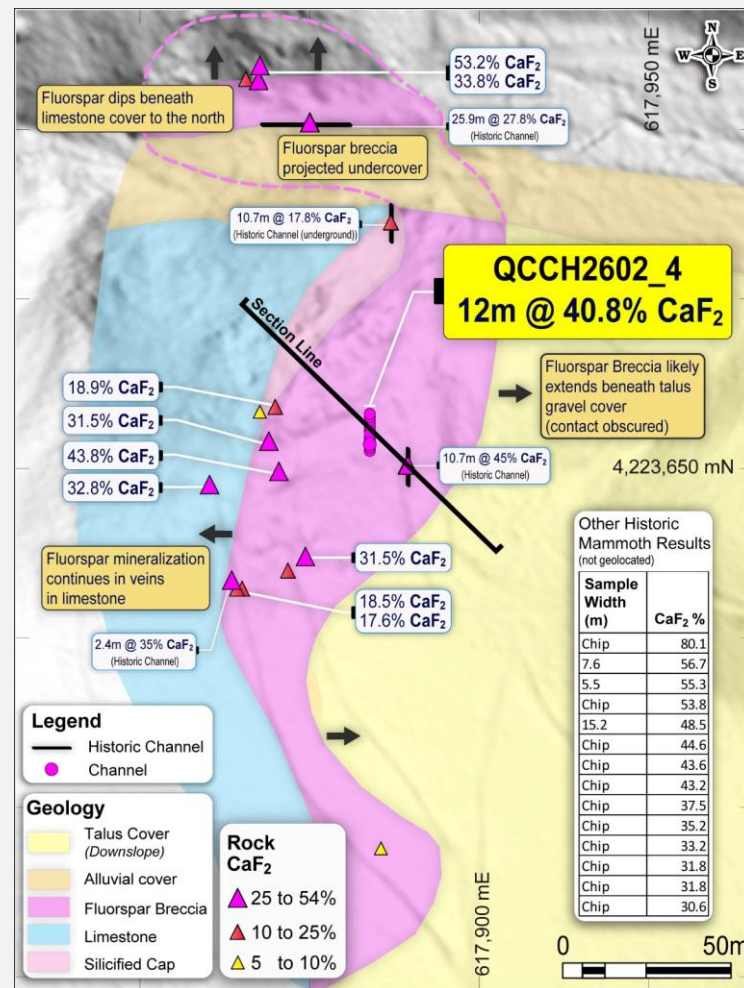 N
W E
S
617,950 mE
53.2% CaF₂
33.8% CaF₂
Fluorspar dips beneath
limestone cover to the north
25.9m @ 27.8% CaF₂
(Historic Channel)
Fluorspar breccia
projected undercover
10.7m @ 17.8% CaF₂
(Historic Channel (underground))
QCCH2602_4
12m @ 40.8% CaF₂
Section Line
18.9% CaF₂
31.5% CaF₂
43.8% CaF₂
32.8% CaF₂
Fluorspar Breccia likely
extends beneath talus
gravel cover
(contact obscured)
10.7m @ 45% CaF₂
(Historic Channel)
4,223,650 mN
Fluorspar mineralization
continues in veins
in limestone
31.5% CaF₂
18.5% CaF₂
17.6% CaF₂
2.4m @ 35% CaF₂
(Historic Channel)
Other Historic
Mammoth Results
(not geolocated)
Sample
Width
(m) CaF₂ %
Chip 80.1
7.6 56.7
5.5 55.3
Chip 53.8
15.2 48.5
Chip 44.6
Chip 43.6
Chip 43.2
Chip 37.5
Chip 35.2
Chip 33.2
Chip 31.8
Chip 31.8
Chip 30.6
Legend
Historic Channel
Channel
Geology
Talus Cover
(Downslope)
Alluvial cover
Fluorspar Breccia
Limestone
Silicified Cap
Rock
CaF₂
25 to 54%
10 to 25%
5 to 10%
617,900 mE
0 50m